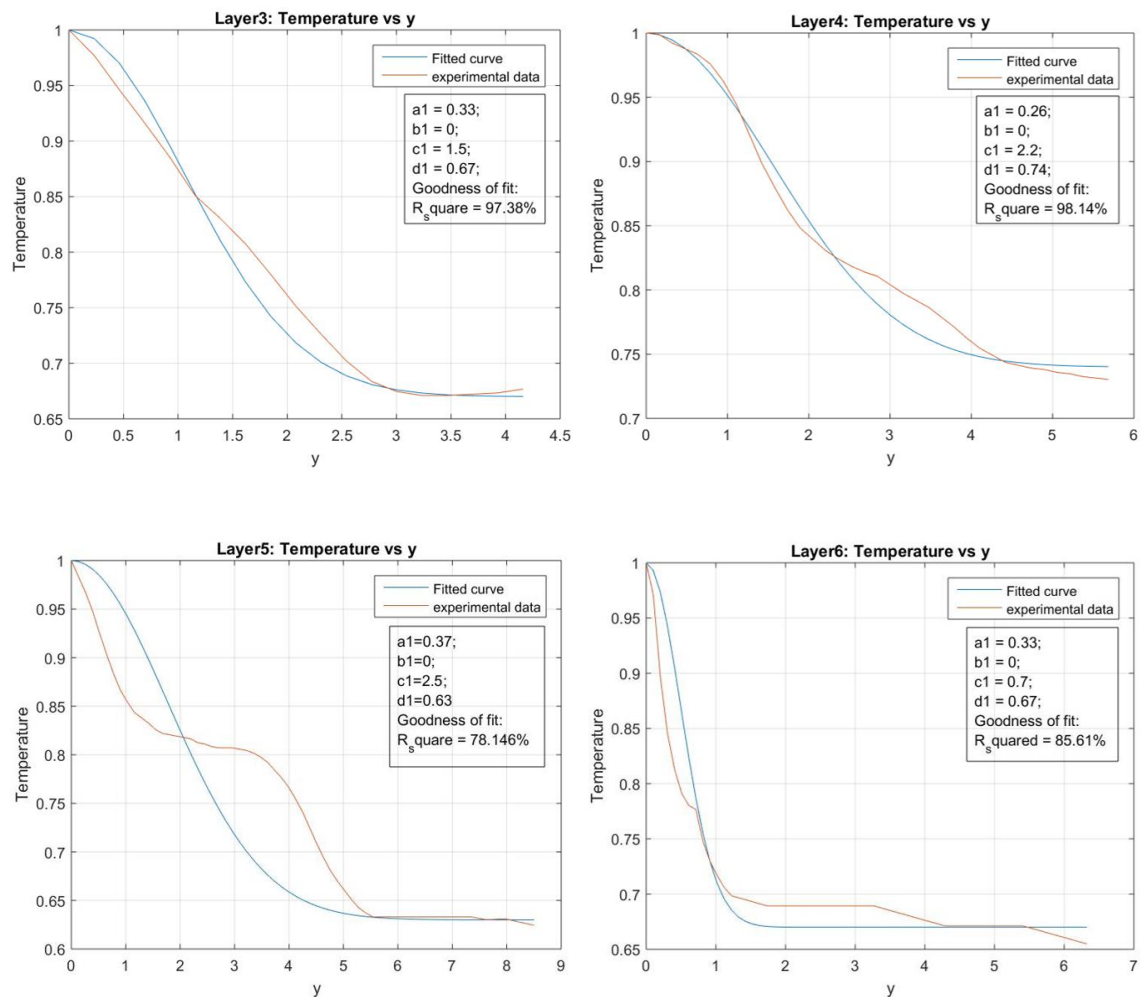 Layer3: Temperature vs y
1
0.95
0.9
0.85
0.8
0.75
0.7
0.65
Temperature
0 0.5 1 1.5 2 2.5 3 3.5 4 4.5
y
Fitted curve
experimental data
a1 = 0.33;
b1 = 0;
c1 = 1.5;
d1 = 0.67;
Goodness of fit:
R_square = 97.38%
Layer4: Temperature vs y
1
0.95
0.9
0.85
0.8
0.75
0.7
Temperature
0 1 2 3 4 5 6
y
Fitted curve
experimental data
a1 = 0.26;
b1 = 0;
c1 = 2.2;
d1 = 0.74;
Goodness of fit:
R_square = 98.14%
Layer5: Temperature vs y
1
0.95
0.9
0.85
0.8
0.75
0.7
0.65
0.6
Temperature
0 1 2 3 4 5 6 7 8 9
y
Fitted curve
experimental data
a1=0.37;
b1=0;
c1=2.5;
d1=0.63
Goodness of fit:
R_square = 78.146%
Layer6: Temperature vs y
1
0.95
0.9
0.85
0.8
0.75
0.7
0.65
Temperature
0 1 2 3 4 5 6 7
y
Fitted curve
experimental data
a1 = 0.33;
b1 = 0;
c1 = 0.7;
d1 = 0.67;
Goodness of fit:
R_squared = 85.61%